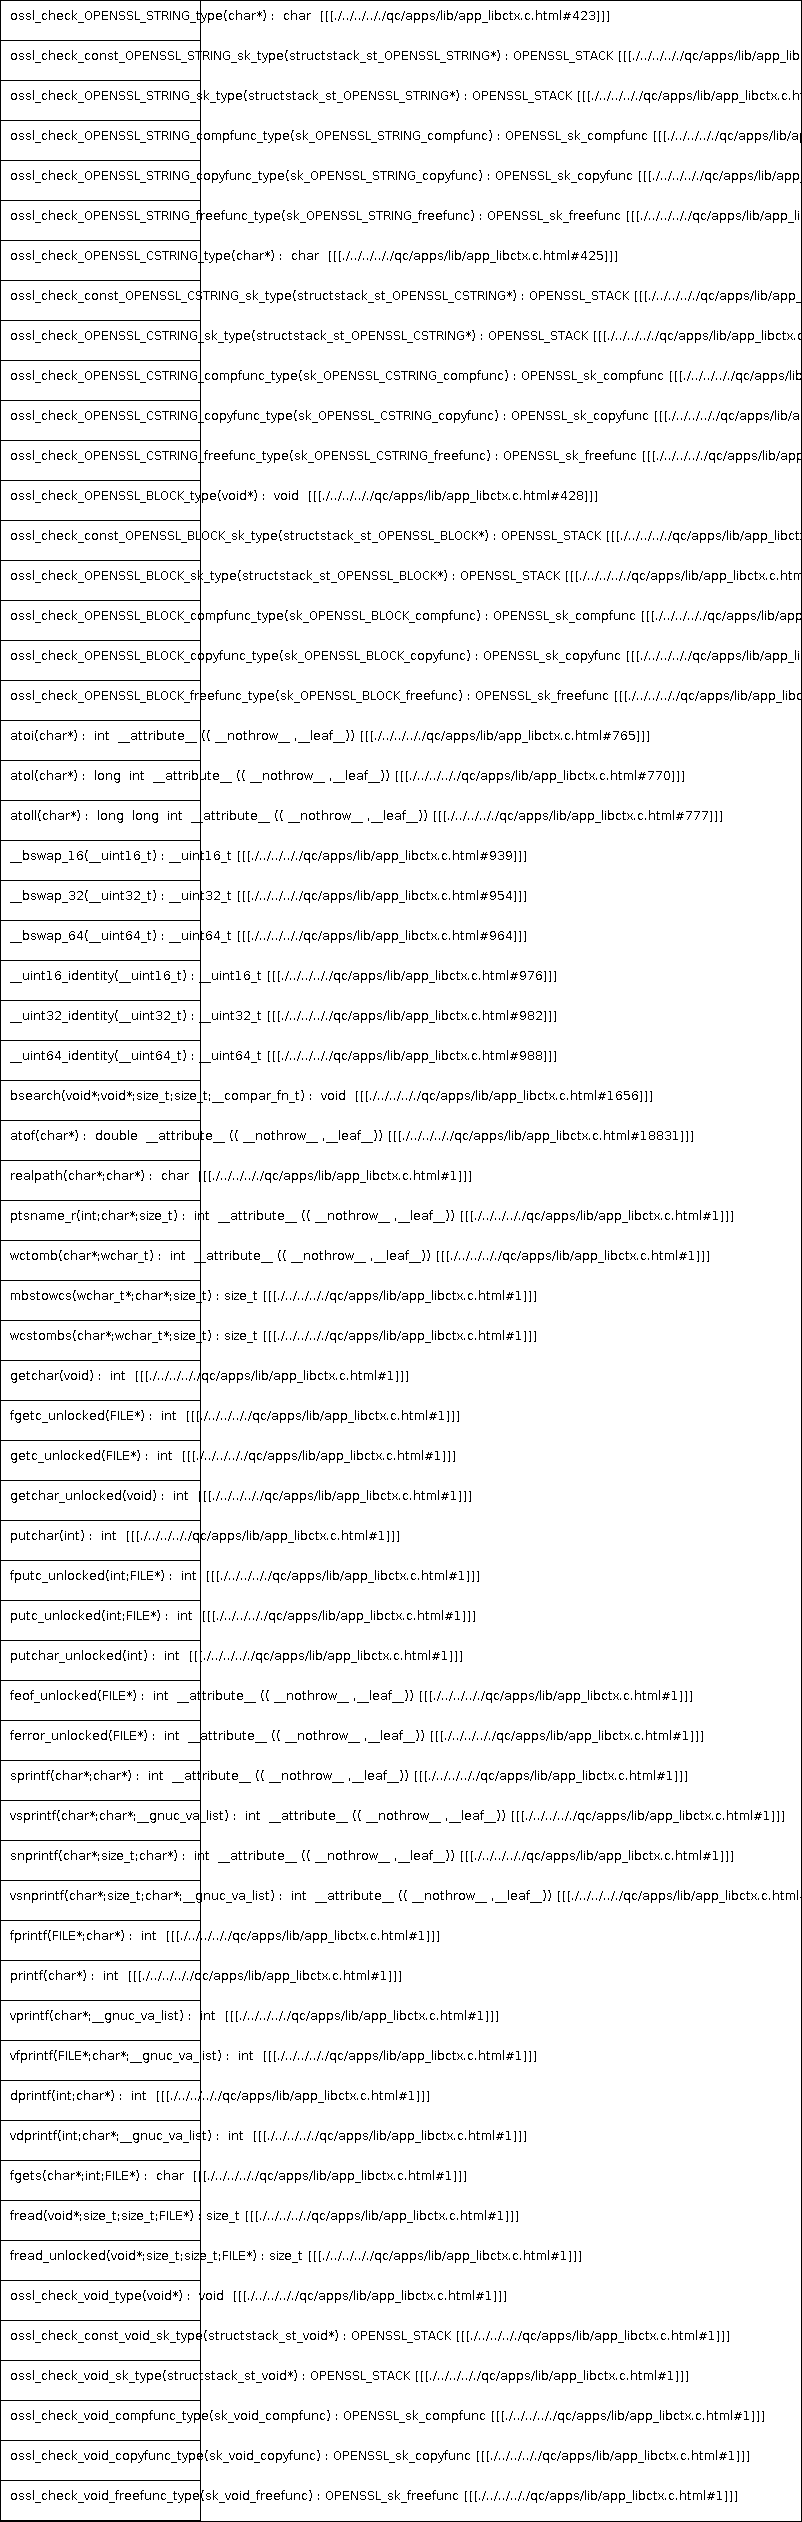 ossl_check_OPENSSL_STRING_type(char*) : char [[[./../../../../qc/apps/lib/app_libctx.c.html#423]]]
ossl_check_const_OPENSSL_STRING_sk_type(structstack_st_OPENSSL_STRING*) : OPENSSL_STACK [[[./../../../../qc/apps/lib/app_lib
ossl_check_OPENSSL_STRING_sk_type(structstack_st_OPENSSL_STRING*) : OPENSSL_STACK [[[./../../../../qc/apps/lib/app_libctx.c.ht
ossl_check_OPENSSL_STRING_compfunc_type(sk_OPENSSL_STRING_compfunc) : OPENSSL_sk_compfunc [[[./../../../../qc/apps/lib/a
ossl_check_OPENSSL_STRING_copyfunc_type(sk_OPENSSL_STRING_copyfunc) : OPENSSL_sk_copyfunc [[[./../../../../qc/apps/lib/app_
ossl_check_OPENSSL_STRING_freefunc_type(sk_OPENSSL_STRING_freefunc) : OPENSSL_sk_freefunc [[[./../../../../qc/apps/lib/app_li
ossl_check_OPENSSL_CSTRING_type(char*) : char [[[./../../../../qc/apps/lib/app_libctx.c.html#425]]]
ossl_check_const_OPENSSL_CSTRING_sk_type(structstack_st_OPENSSL_CSTRING*) : OPENSSL_STACK [[[./../../../../qc/apps/lib/app_
ossl_check_OPENSSL_CSTRING_sk_type(structstack_st_OPENSSL_CSTRING*) : OPENSSL_STACK [[[./../../../../qc/apps/lib/app_libctx.c
ossl_check_OPENSSL_CSTRING_compfunc_type(sk_OPENSSL_CSTRING_compfunc) : OPENSSL_sk_compfunc [[[./../../../../qc/apps/lib
ossl_check_OPENSSL_CSTRING_copyfunc_type(sk_OPENSSL_CSTRING_copyfunc) : OPENSSL_sk_copyfunc [[[./../../../../qc/apps/lib/a
ossl_check_OPENSSL_CSTRING_freefunc_type(sk_OPENSSL_CSTRING_freefunc) : OPENSSL_sk_freefunc [[[./../../../../qc/apps/lib/app
ossl_check_OPENSSL_BLOCK_type(void*) : void [[[./../../../../qc/apps/lib/app_libctx.c.html#428]]]
ossl_check_const_OPENSSL_BLOCK_sk_type(structstack_st_OPENSSL_BLOCK*) : OPENSSL_STACK [[[./../../../../qc/apps/lib/app_libct
ossl_check_OPENSSL_BLOCK_sk_type(structstack_st_OPENSSL_BLOCK*) : OPENSSL_STACK [[[./../../../../qc/apps/lib/app_libctx.c.htm
ossl_check_OPENSSL_BLOCK_compfunc_type(sk_OPENSSL_BLOCK_compfunc) : OPENSSL_sk_compfunc [[[./../../../../qc/apps/lib/app
ossl_check_OPENSSL_BLOCK_copyfunc_type(sk_OPENSSL_BLOCK_copyfunc) : OPENSSL_sk_copyfunc [[[./../../../../qc/apps/lib/app_li
ossl_check_OPENSSL_BLOCK_freefunc_type(sk_OPENSSL_BLOCK_freefunc) : OPENSSL_sk_freefunc [[[./../../../../qc/apps/lib/app_libc
atoi(char*) : int __attribute__ (( __nothrow__ ,__leaf__)) [[[./../../../../qc/apps/lib/app_libctx.c.html#765]]]
atol(char*) : long int __attribute__ (( __nothrow__ ,__leaf__)) [[[./../../../../qc/apps/lib/app_libctx.c.html#770]]]
atoll(char*) : long long int __attribute__ (( __nothrow__ ,__leaf__)) [[[./../../../../qc/apps/lib/app_libctx.c.html#777]]]
__bswap_16(__uint16_t) : __uint16_t [[[./../../../../qc/apps/lib/app_libctx.c.html#939]]]
__bswap_32(__uint32_t) : __uint32_t [[[./../../../../qc/apps/lib/app_libctx.c.html#954]]]
__bswap_64(__uint64_t) : __uint64_t [[[./../../../../qc/apps/lib/app_libctx.c.html#964]]]
__uint16_identity(__uint16_t) : __uint16_t [[[./../../../../qc/apps/lib/app_libctx.c.html#976]]]
__uint32_identity(__uint32_t) : __uint32_t [[[./../../../../qc/apps/lib/app_libctx.c.html#982]]]
__uint64_identity(__uint64_t) : __uint64_t [[[./../../../../qc/apps/lib/app_libctx.c.html#988]]]
bsearch(void*;void*;size_t;size_t;__compar_fn_t) : void [[[./../../../../qc/apps/lib/app_libctx.c.html#1656]]]
atof(char*) : double __attribute__ (( __nothrow__ ,__leaf__)) [[[./../../../../qc/apps/lib/app_libctx.c.html#18831]]]
realpath(char*;char*) : char [[[./../../../../qc/apps/lib/app_libctx.c.html#1]]]
ptsname_r(int;char*;size_t) : int __attribute__ (( __nothrow__ ,__leaf__)) [[[./../../../../qc/apps/lib/app_libctx.c.html#1]]]
wctomb(char*;wchar_t) : int __attribute__ (( __nothrow__ ,__leaf__)) [[[./../../../../qc/apps/lib/app_libctx.c.html#1]]]
mbstowcs(wchar_t*;char*;size_t) : size_t [[[./../../../../qc/apps/lib/app_libctx.c.html#1]]]
wcstombs(char*;wchar_t*;size_t) : size_t [[[./../../../../qc/apps/lib/app_libctx.c.html#1]]]
getchar(void) : int [[[./../../../../qc/apps/lib/app_libctx.c.html#1]]]
fgetc_unlocked(FILE*) : int [[[./../../../../qc/apps/lib/app_libctx.c.html#1]]]
getc_unlocked(FILE*) : int [[[./../../../../qc/apps/lib/app_libctx.c.html#1]]]
getchar_unlocked(void) : int [[[./../../../../qc/apps/lib/app_libctx.c.html#1]]]
putchar(int) : int [[[./../../../../qc/apps/lib/app_libctx.c.html#1]]]
fputc_unlocked(int;FILE*) : int [[[./../../../../qc/apps/lib/app_libctx.c.html#1]]]
putc_unlocked(int;FILE*) : int [[[./../../../../qc/apps/lib/app_libctx.c.html#1]]]
putchar_unlocked(int) : int [[[./../../../../qc/apps/lib/app_libctx.c.html#1]]]
feof_unlocked(FILE*) : int __attribute__ (( __nothrow__ ,__leaf__)) [[[./../../../../qc/apps/lib/app_libctx.c.html#1]]]
ferror_unlocked(FILE*) : int __attribute__ (( __nothrow__ ,__leaf__)) [[[./../../../../qc/apps/lib/app_libctx.c.html#1]]]
sprintf(char*;char*) : int __attribute__ (( __nothrow__ ,__leaf__)) [[[./../../../../qc/apps/lib/app_libctx.c.html#1]]]
vsprintf(char*;char*;__gnuc_va_list) : int __attribute__ (( __nothrow__ ,__leaf__)) [[[./../../../../qc/apps/lib/app_libctx.c.html#1]]]
snprintf(char*;size_t;char*) : int __attribute__ (( __nothrow__ ,__leaf__)) [[[./../../../../qc/apps/lib/app_libctx.c.html#1]]]
vsnprintf(char*;size_t;char*;__gnuc_va_list) : int __attribute__ (( __nothrow__ ,__leaf__)) [[[./../../../../qc/apps/lib/app_libctx.c.html
fprintf(FILE*;char*) : int [[[./../../../../qc/apps/lib/app_libctx.c.html#1]]]
printf(char*) : int [[[./../../../../qc/apps/lib/app_libctx.c.html#1]]]
vprintf(char*;__gnuc_va_list) : int [[[./../../../../qc/apps/lib/app_libctx.c.html#1]]]
vfprintf(FILE*;char*;__gnuc_va_list) : int [[[./../../../../qc/apps/lib/app_libctx.c.html#1]]]
dprintf(int;char*) : int [[[./../../../../qc/apps/lib/app_libctx.c.html#1]]]
vdprintf(int;char*;__gnuc_va_list) : int [[[./../../../../qc/apps/lib/app_libctx.c.html#1]]]
fgets(char*;int;FILE*) : char [[[./../../../../qc/apps/lib/app_libctx.c.html#1]]]
fread(void*;size_t;size_t;FILE*) : size_t [[[./../../../../qc/apps/lib/app_libctx.c.html#1]]]
fread_unlocked(void*;size_t;size_t;FILE*) : size_t [[[./../../../../qc/apps/lib/app_libctx.c.html#1]]]
ossl_check_void_type(void*) : void [[[./../../../../qc/apps/lib/app_libctx.c.html#1]]]
ossl_check_const_void_sk_type(structstack_st_void*) : OPENSSL_STACK [[[./../../../../qc/apps/lib/app_libctx.c.html#1]]]
ossl_check_void_sk_type(structstack_st_void*) : OPENSSL_STACK [[[./../../../../qc/apps/lib/app_libctx.c.html#1]]]
ossl_check_void_compfunc_type(sk_void_compfunc) : OPENSSL_sk_compfunc [[[./../../../../qc/apps/lib/app_libctx.c.html#1]]]
ossl_check_void_copyfunc_type(sk_void_copyfunc) : OPENSSL_sk_copyfunc [[[./../../../../qc/apps/lib/app_libctx.c.html#1]]]
ossl_check_void_freefunc_type(sk_void_freefunc) : OPENSSL_sk_freefunc [[[./../../../../qc/apps/lib/app_libctx.c.html#1]]]